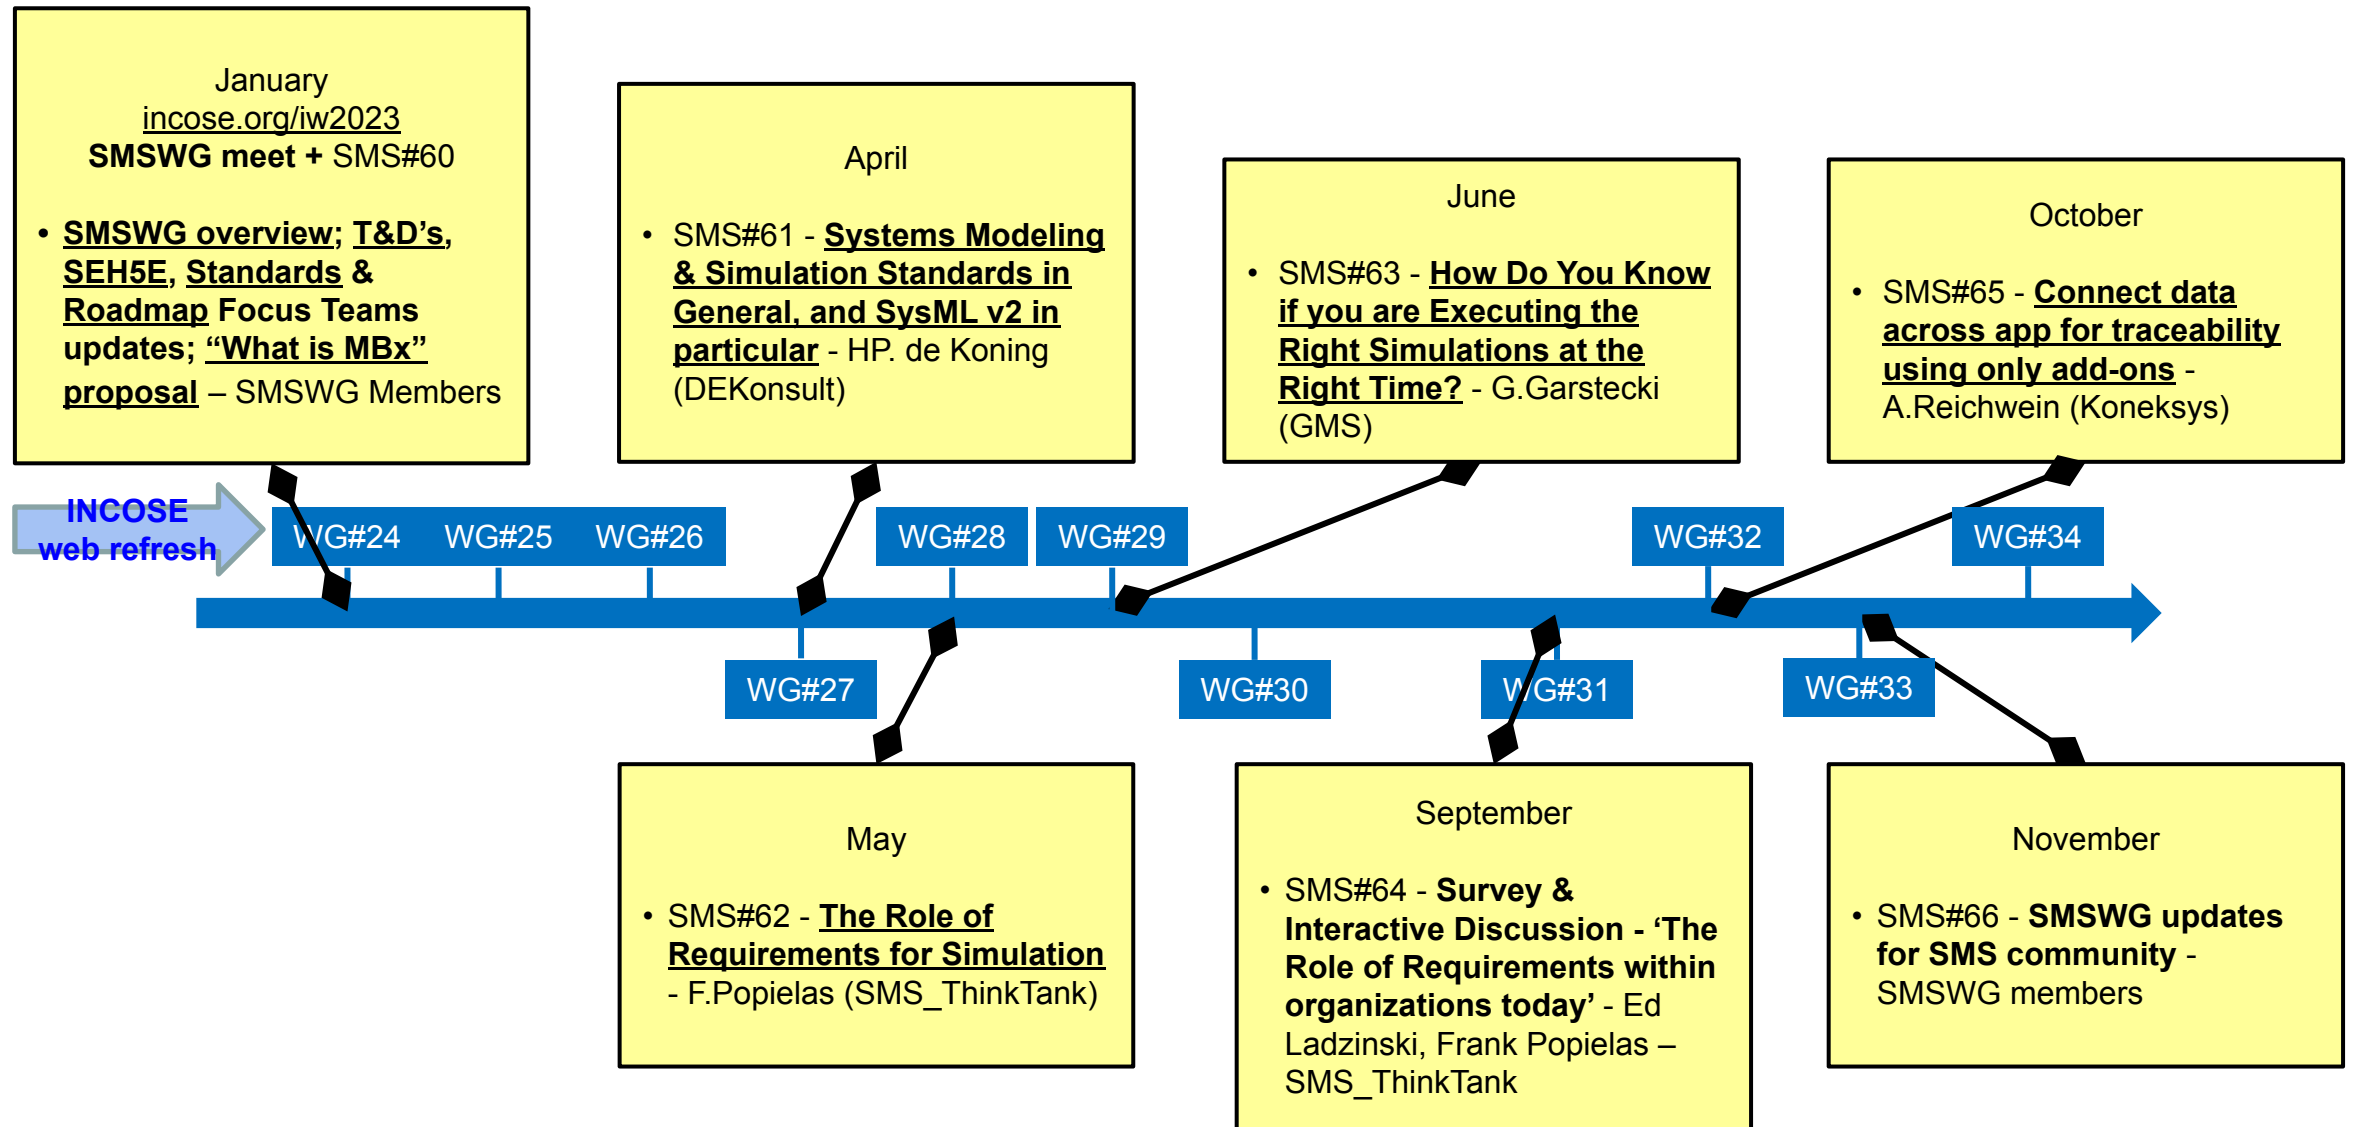 January
incose.org/iw2023
SMSWG meet + SMS#60
• SMSWG overview; T&D's,
SEH5E, Standards &
Roadmap Focus Teams
updates; “What is MBx”
proposal – SMSWG Members
April
• SMS#61 - Systems Modeling
& Simulation Standards in
General, and SysML v2 in
particular - HP. de Koning
(DEKonsult)
June
• SMS#63 - How Do You Know
if you are Executing the
Right Simulations at the
Right Time? - G.Garstecki
(GMS)
October
• SMS#65 - Connect data
across app for traceability
using only add-ons -
A.Reichwein (Koneksys)
INCOSE
web refresh
WG#24
WG#25
WG#26
WG#28
WG#29
WG#32
WG#34
WG#27
WG#30
WG#31
WG#33
May
• SMS#62 - The Role of
Requirements for Simulation
- F.Popielas (SMS_ThinkTank)
September
• SMS#64 - Survey &
Interactive Discussion - ‘The
Role of Requirements within
organizations today’ - Ed
Ladzinski, Frank Popielas –
SMS_ThinkTank
November
• SMS#66 - SMSWG updates
for SMS community -
SMSWG members